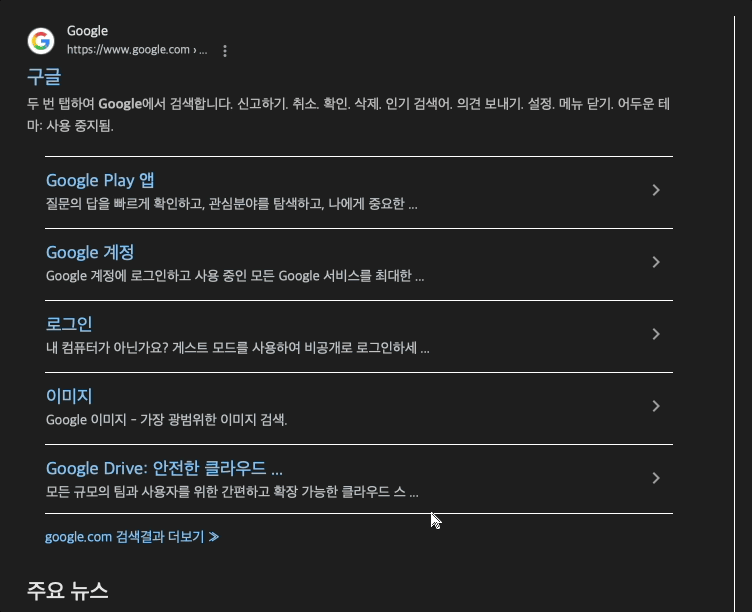 Google
https://www.google.com › ...
구글
두 번 탭하여 Google에서 검색합니다. 신고하기. 취소. 확인. 삭제. 인기 검색어. 의견 보내기. 설정. 메뉴 닫기. 어두운 테
마: 사용 중지됨.
Google Play 앱
질문의 답을 빠르게 확인하고, 관심분야를 탐색하고, 나에게 중요한 ...
Google 계정
Google 계정에 로그인하고 사용 중인 모든 Google 서비스를 최대한 ...
로그인
내 컴퓨터가 아닌가요? 게스트 모드를 사용하여 비공개로 로그인하세 ...
이미지
Google 이미지 - 가장 광범위한 이미지 검색.
Google Drive: 안전한 클라우드 ...
모든 규모의 팀과 사용자를 위한 간편하고 확장 가능한 클라우드 스 ...
google.com 검색결과 더보기 »
주요 뉴스